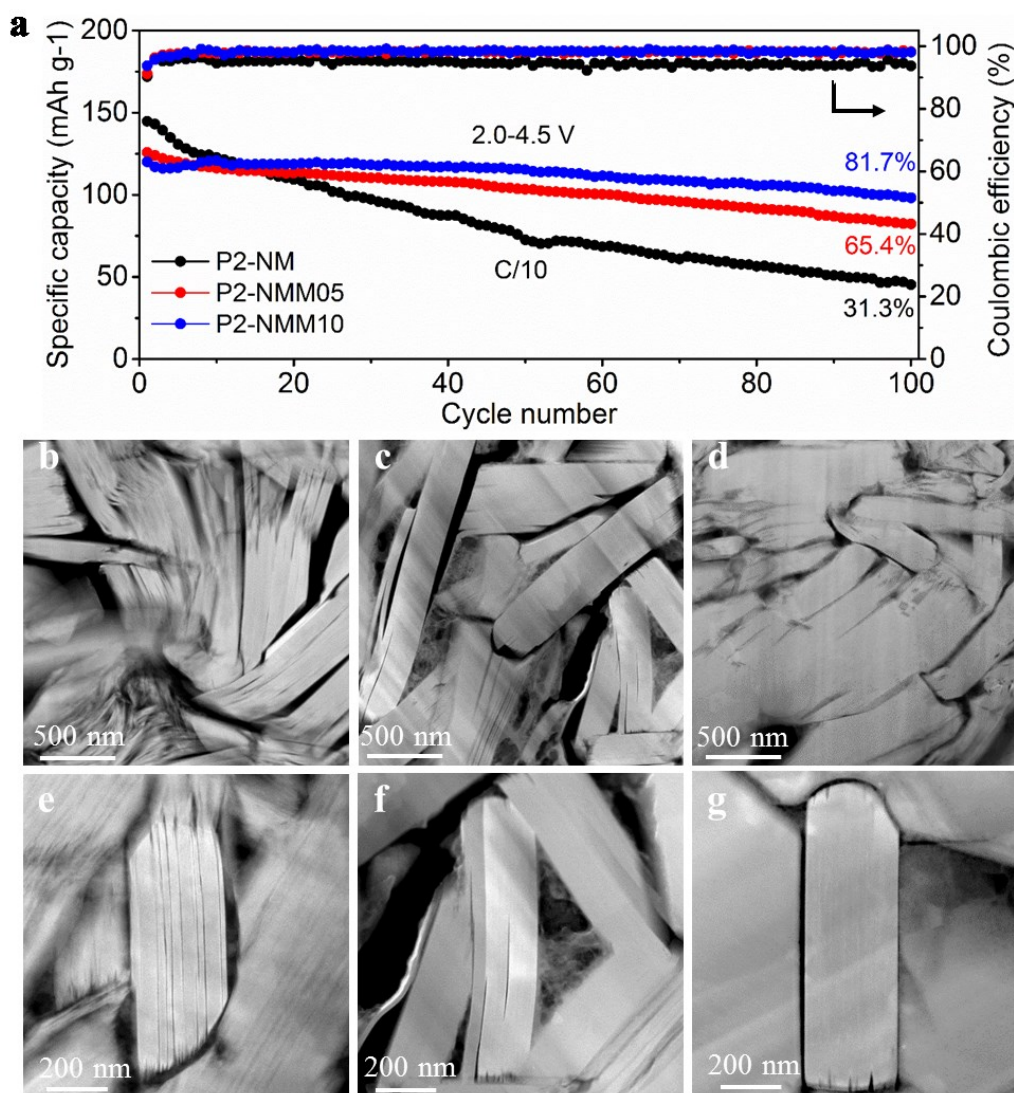 a
200
150
100
50
0
Specific capacity (mAh g-1)
100
80
60
40
20
0
Coulombic efficiency (%)
2.0-4.5 V
81.7%
65.4%
C/10
31.3%
P2-NM
P2-NMM05
P2-NMM10
0 20 40 60 80 100
Cycle number
b
500 nm
c
500 nm
d
500 nm
e
200 nm
f
200 nm
g
200 nm